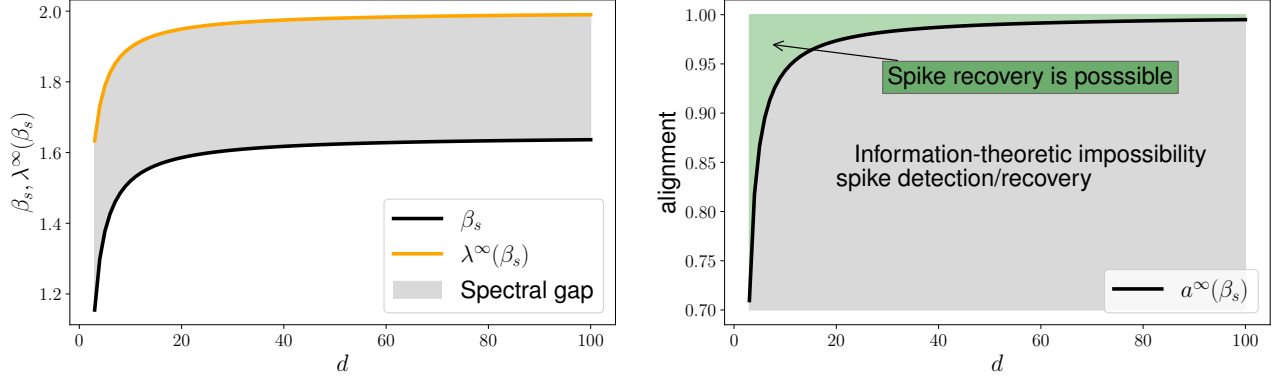 2.0
1.8
1.6
1.4
1.2
β_s, λ^∞(β_s)
0 20 40 60 80 100
d
β_s
λ^∞(β_s)
Spectral gap
1.00
0.95
0.90
0.85
0.80
0.75
0.70
alignment
Spike recovery is posssible
Information-theoretic impossibility
spike detection/recovery
a^∞(β_s)
0 20 40 60 80 100
d